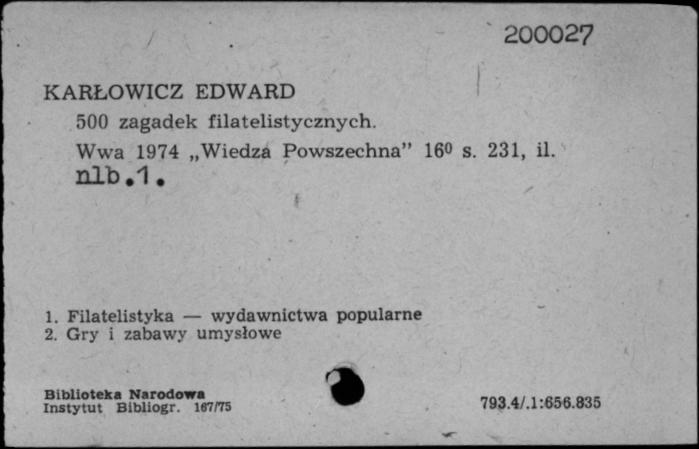 200027
KARŁOWICZ EDWARD
500 zagadek filatelistycznych.
Wwa 1974 „Wiedza Powszechna” 16⁰ s. 231, il.
nlb.1.
1. Filatelistyka — wydawnictwa popularne
2. Gry i zabawy umysłowe
Biblioteka Narodowa
Instytut Bibliogr. 167/75
793.4/.1:656.835